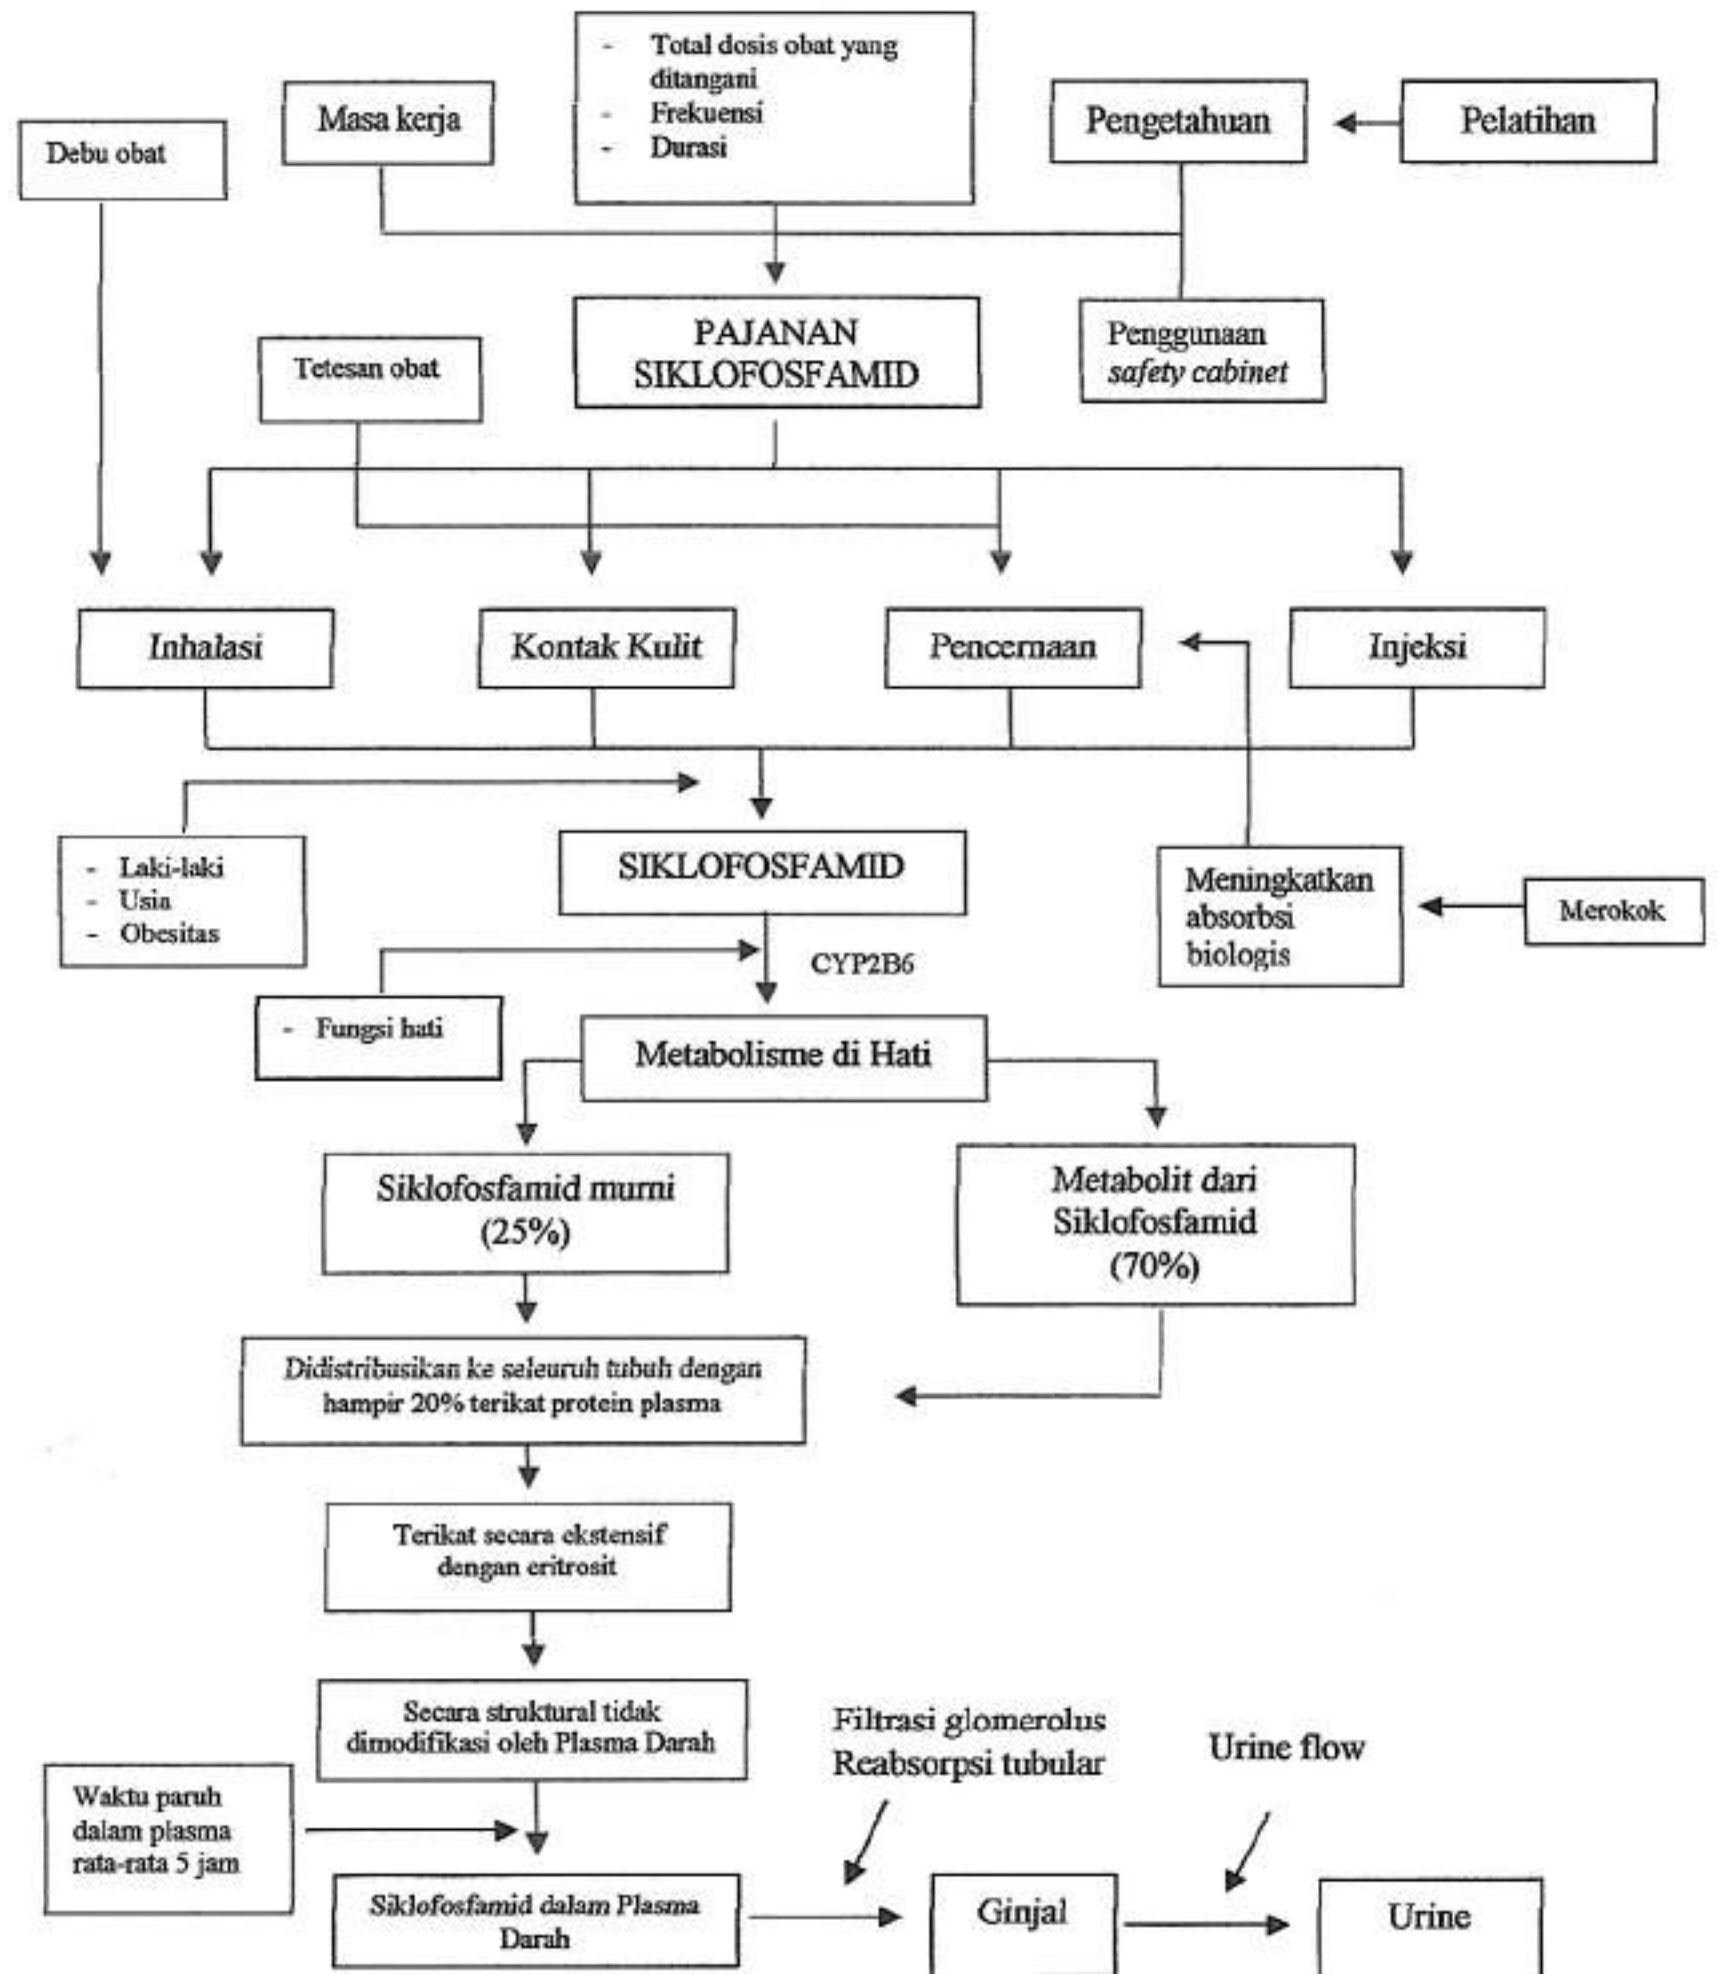 - Total dosis obat yang
ditangani
- Frekuensi
- Durasi
Masa kerja
Pengetahuan
Pelatihan
Debu obat
PAJANAN
SIKLOFOSFAMID
Penggunaan
safety cabinet
Tetesan obat
Inhalasi
Kontak Kulit
Pencernaan
Injeksi
- Laki-laki
- Usia
- Obesitas
SIKLOFOSFAMID
Meningkatkan
absorbsi
biologis
Merokok
CYP2B6
- Fungsi hati
Metabolisme di Hati
Siklofosfamid murni
(25%)
Metabolit dari
Siklofosfamid
(70%)
Didistribusikan ke seleuruh tubuh dengan
hampir 20% terikat protein plasma
Terikat secara ekstensif
dengan eritrosit
Secara struktural tidak
dimodifikasi oleh Plasma Darah
Filtrasi glomerolus
Reabsorpsi tubular
Urine flow
Waktu paruh
dalam plasma
rata-rata 5 jam
Siklofosfamid dalam Plasma
Darah
Ginjal
Urine